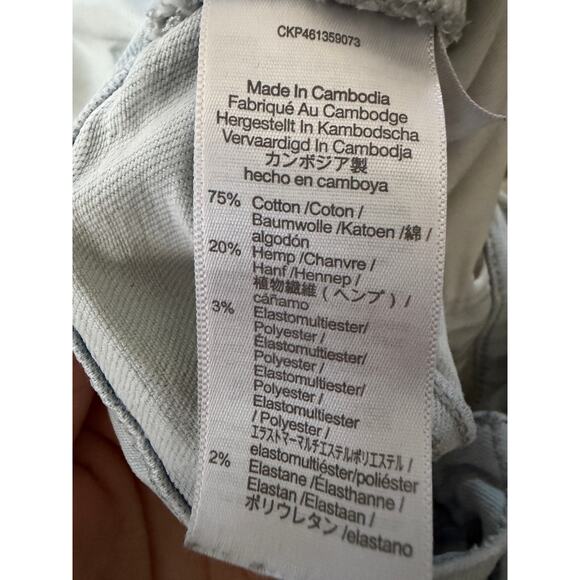 CKP461359073
Made In Cambodia
Fabriqué Au Cambodge
Hergestellt In Kambodscha
Vervaardigd In Cambodja
カンボジア製
hecho en camboya
75% Cotton /Coton /
Baumwolle /Katoen /綿 /
algodón
20% Hemp /Chanvre /
Hanf /Hennep /
植物繊維 (ヘンプ) /
cáñamo
3% Elastomultiester/
Polyester /
Élastomultiester/
Polyester /
Elastomultiester/
Polyester /
Elastomultiester
/ Polyester /
エラストマーマルチエステル/ポリエステル /
elastomultiéster/poliéster
2% Elastane /Élasthanne /
Elastan /Elastaan /
ポリウレタン /elastano